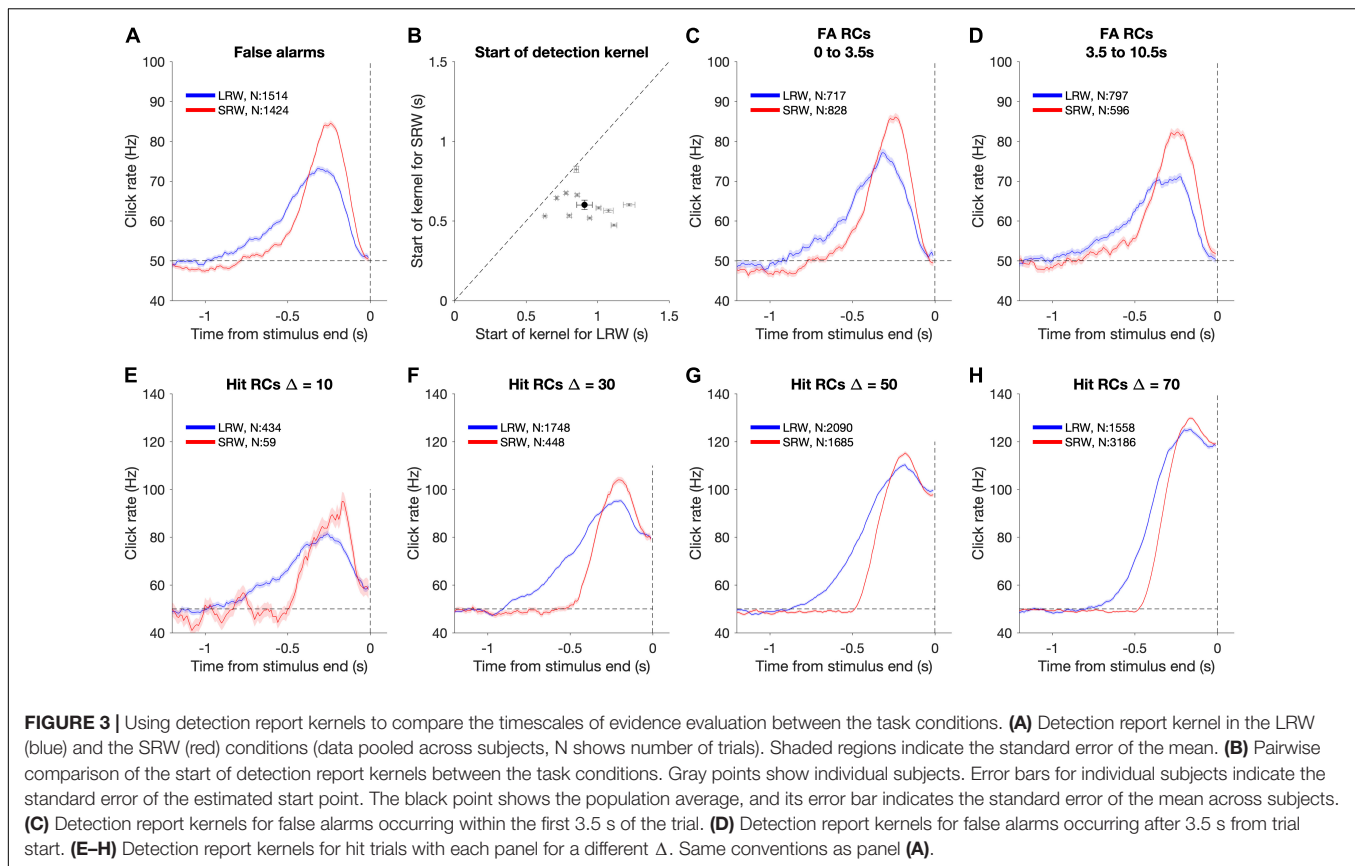 A
False alarms
100
90
80
70
60
50
40
Click rate (Hz)
LRW, N:1514
SRW, N:1424
-1
-0.5
0
Time from stimulus end (s)
B
Start of detection kernel
1.5
1
0.5
0
Start of kernel for SRW (s)
0
0.5
1
1.5
Start of kernel for LRW (s)
C
FA RCs
0 to 3.5s
100
90
80
70
60
50
40
Click rate (Hz)
LRW, N:717
SRW, N:828
-1
-0.5
0
Time from stimulus end (s)
D
FA RCs
3.5 to 10.5s
100
90
80
70
60
50
40
Click rate (Hz)
LRW, N:797
SRW, N:596
-1
-0.5
0
Time from stimulus end (s)
E
Hit RCs Δ = 10
140
120
100
80
60
40
Click rate (Hz)
LRW, N:434
SRW, N:59
-1
-0.5
0
Time from stimulus end (s)
F
Hit RCs Δ = 30
140
120
100
80
60
40
Click rate (Hz)
LRW, N:1748
SRW, N:448
-1
-0.5
0
Time from stimulus end (s)
G
Hit RCs Δ = 50
140
120
100
80
60
40
Click rate (Hz)
LRW, N:2090
SRW, N:1685
-1
-0.5
0
Time from stimulus end (s)
H
Hit RCs Δ = 70
140
120
100
80
60
40
Click rate (Hz)
LRW, N:1558
SRW, N:3186
-1
-0.5
0
Time from stimulus end (s)
FIGURE 3 | Using detection report kernels to compare the timescales of evidence evaluation between the task conditions. (A) Detection report kernel in the LRW
(blue) and the SRW (red) conditions (data pooled across subjects, N shows number of trials). Shaded regions indicate the standard error of the mean. (B) Pairwise
comparison of the start of detection report kernels between the task conditions. Gray points show individual subjects. Error bars for individual subjects indicate the
standard error of the estimated start point. The black point shows the population average, and its error bar indicates the standard error of the mean across subjects.
(C) Detection report kernels for false alarms occurring within the first 3.5 s of the trial. (D) Detection report kernels for false alarms occurring after 3.5 s from trial
start. (E–H) Detection report kernels for hit trials with each panel for a different Δ. Same conventions as panel (A).